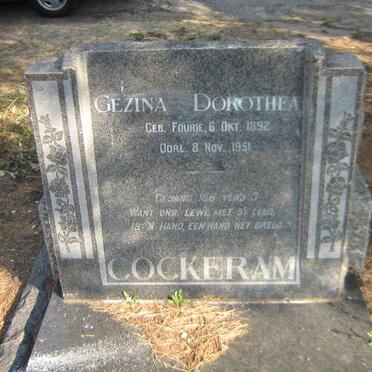 GEZINA DOROTHEA
GEB. FOURIE, 6 OKT. 1892
OORL. 8 NOV. 1951
GESANG 158 VERS 3
WANT ONS LEWE MET SY LEED,
IS 'N HAND, EEN HAND NET BREED.
COCKERAM